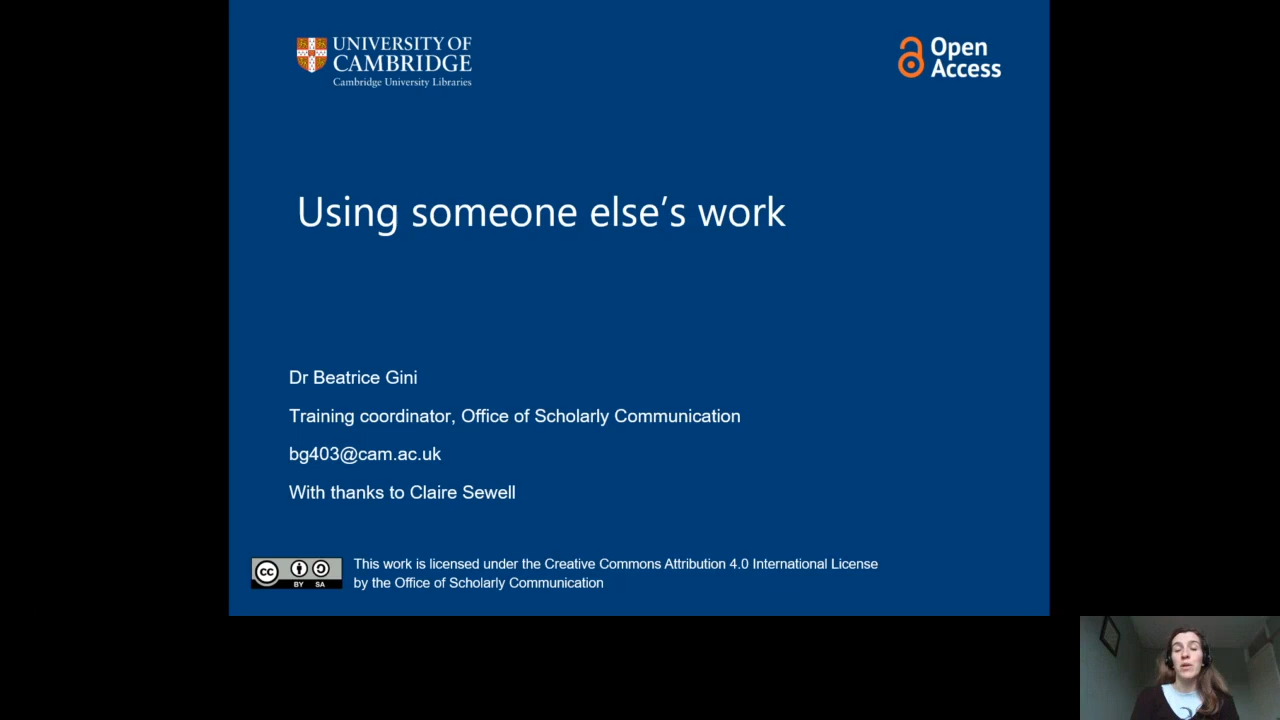 UNIVERSITY OF
CAMBRIDGE
Cambridge University Libraries
Open
Access
Using someone else's work
Dr Beatrice Gini
Training coordinator, Office of Scholarly Communication
bg403@cam.ac.uk
With thanks to Claire Sewell
cc
BY SA
This work is licensed under the Creative Commons Attribution 4.0 International License
by the Office of Scholarly Communication